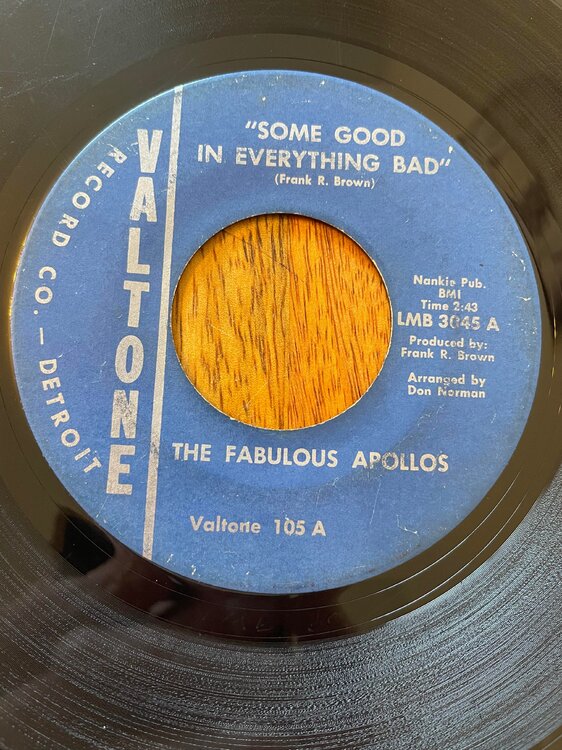 "SOME GOOD
IN EVERYTHING BAD"
(Frank R. Brown)
VALTONE
RECORD CO. – DETROIT
Nankie Pub.
BMI
Time 2:43
LMB 3045 A
Produced by:
Frank R. Brown
Arranged by
Don Norman
THE FABULOUS APOLLOS
Valtone 105 A